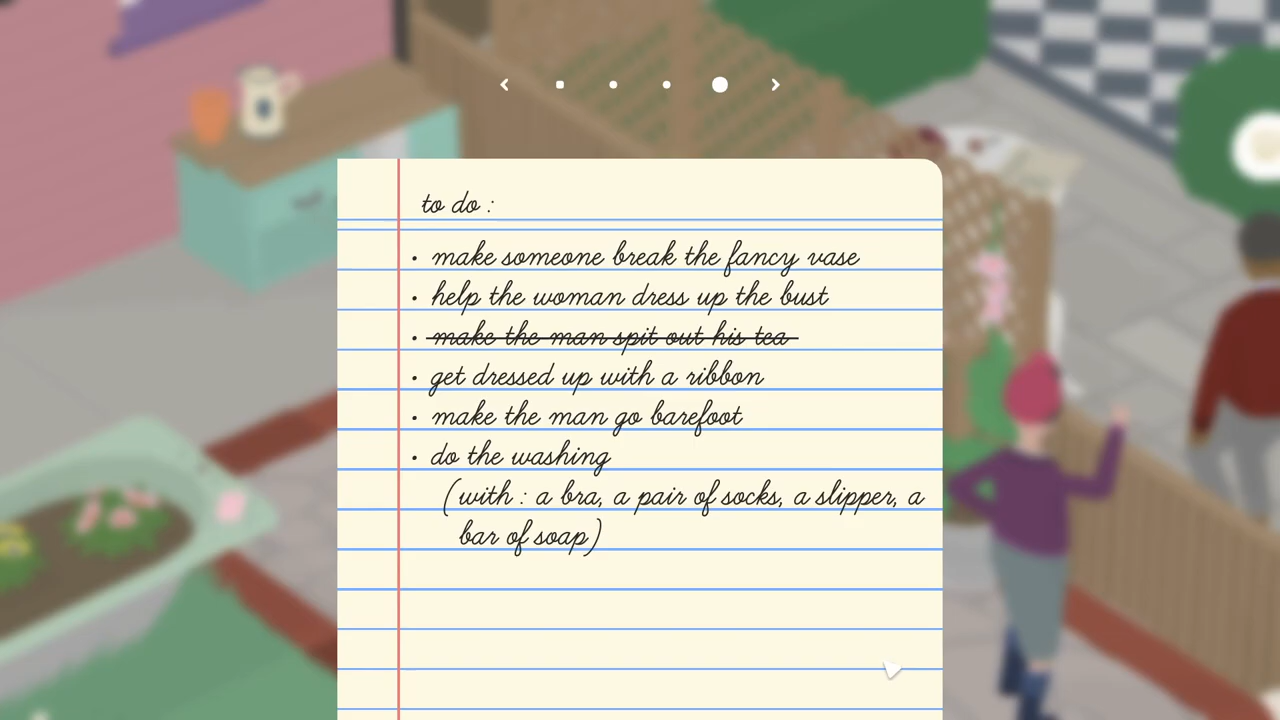 to do :
• make someone break the fancy vase
• help the woman dress up the bust
• make the man spit out his tea
• get dressed up with a ribbon
• make the man go barefoot
• do the washing
(with : a bra, a pair of socks, a slipper, a
bar of soap)